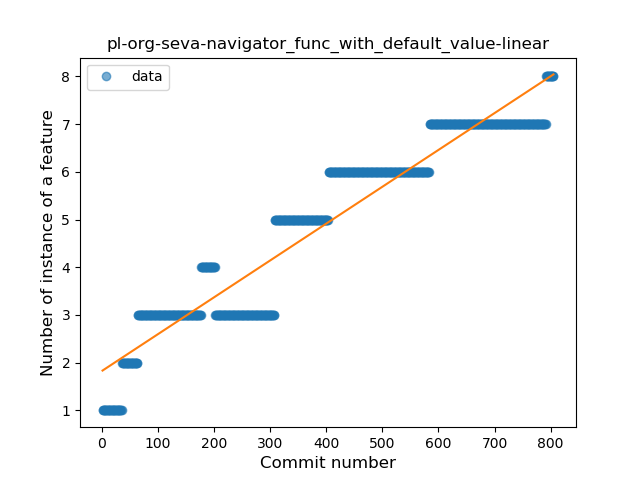 pl-org-seva-navigator_func_with_default_value-linear
data
Number of instance of a feature
8
7
6
5
4
3
2
1
0 100 200 300 400 500 600 700 800
Commit number